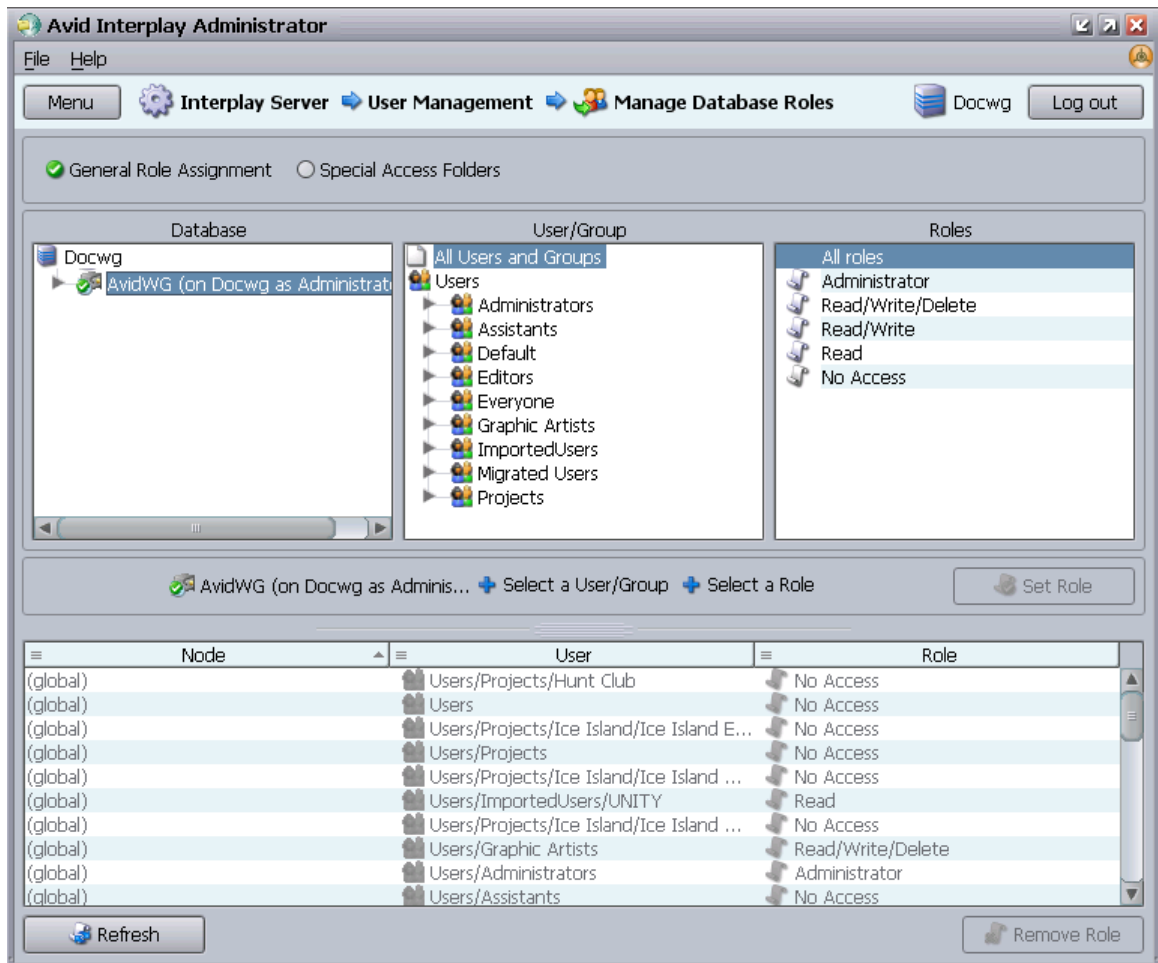 Avid Interplay Administrator
File Help
Menu Interplay Server User Management Manage Database Roles Docwg Log out
General Role Assignment Special Access Folders
Database
Docwg
AvidWG (on Docwg as Administrat
User/Group
All Users and Groups
Users
Administrators
Assistants
Default
Editors
Everyone
Graphic Artists
ImportedUsers
Migrated Users
Projects
Roles
All roles
Administrator
Read/Write/Delete
Read/Write
Read
No Access
AvidWG (on Docwg as Adminis... Select a User/Group Select a Role Set Role
Node User Role
(global) Users/Projects/Hunt Club No Access
(global) Users No Access
(global) Users/Projects/Ice Island/Ice Island E... No Access
(global) Users/Projects No Access
(global) Users/Projects/Ice Island/Ice Island ... No Access
(global) Users/ImportedUsers/UNITY Read
(global) Users/Projects/Ice Island/Ice Island ... No Access
(global) Users/Graphic Artists Read/Write/Delete
(global) Users/Administrators Administrator
(global) Users/Assistants No Access
Refresh Remove Role